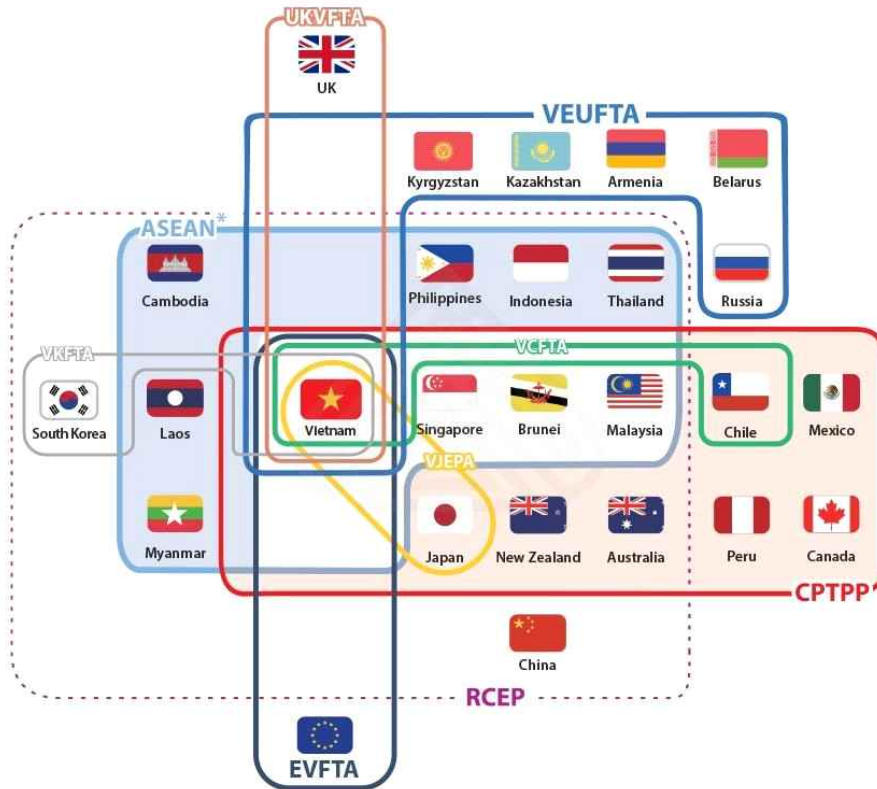 UKVFTA
UK
VEUFTA
Kyrgyzstan Kazakhstan Armenia Belarus
ASEAN*
Cambodia Philippines Indonesia Thailand Russia
VKFTA VCFTA
South Korea Laos Vietnam Singapore Brunei Malaysia Chile Mexico
VJEPA
Myanmar Japan New Zealand Australia Peru Canada
CPTPP
China
RCEP
EVFTA